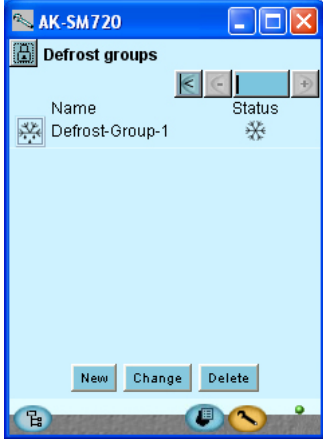 AK-SM720
Defrost groups
Name Status
Defrost-Group-1
New Change Delete